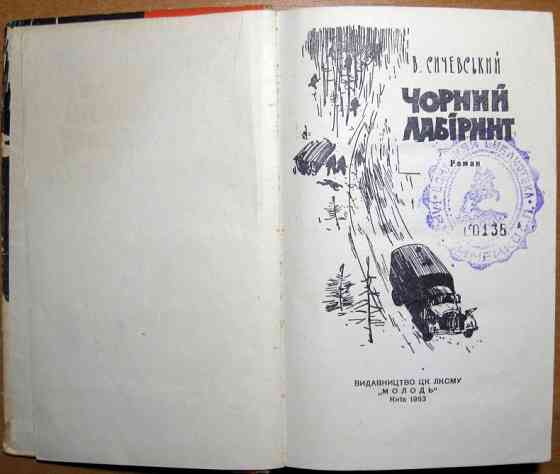 В. СИЧЕВСЬКИЙ
ЧОРНИЙ
ЛАБІРИНТ
Роман
ВИДАВНИЦТВО ЦК ЛКСМУ
„МОЛОДЬ"
Київ 1963